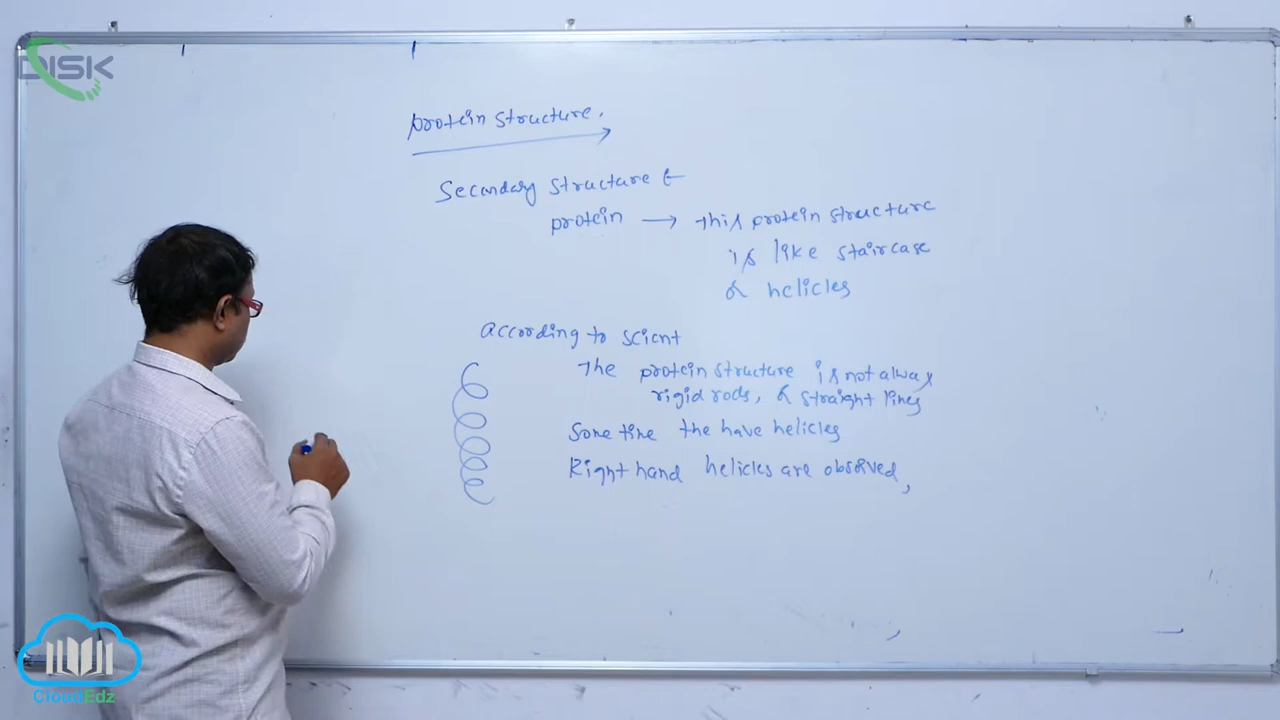 DISK
protein structure.
Secondary structure
protein → this protein structure
is like staircase
& helicles
according to scient
The protein structure is not always
rigid rods, & straight lines
Some time the have helicles
Right hand helicles are observed,
CloudEdz